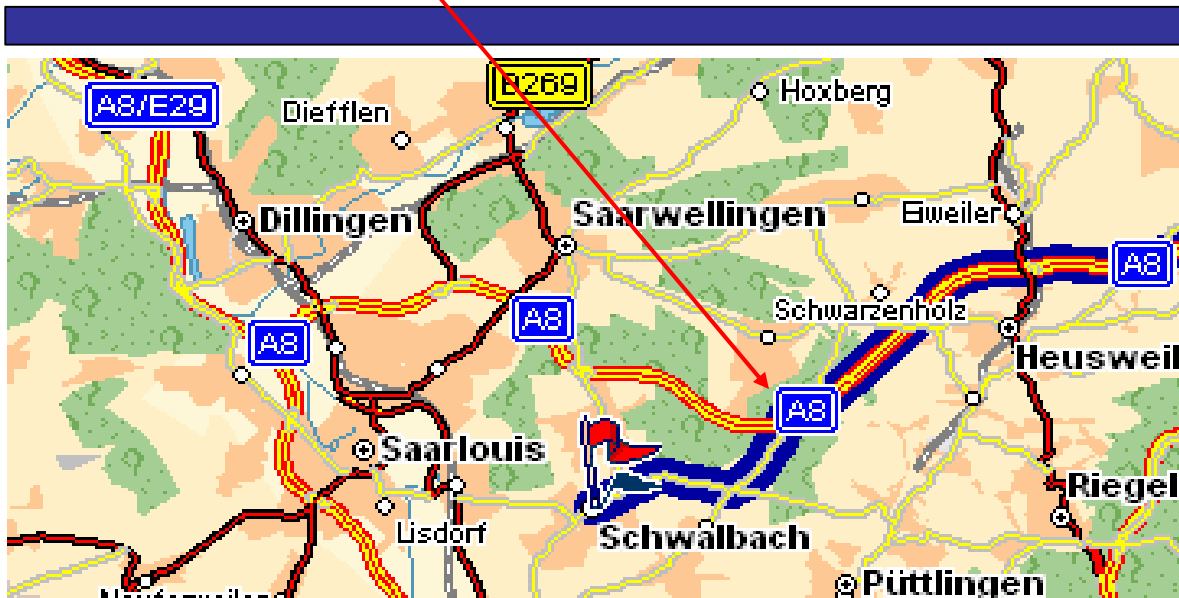 B269
Hoxberg
A8/E29
Diefflen
Dillingen
Saarwellingen
Eiweiler
A8
Schwarzenholz
A8
A8
Heusweil
A8
Saarlouis
Riegel
Lisdorf
Schwalbach
Püttlingen